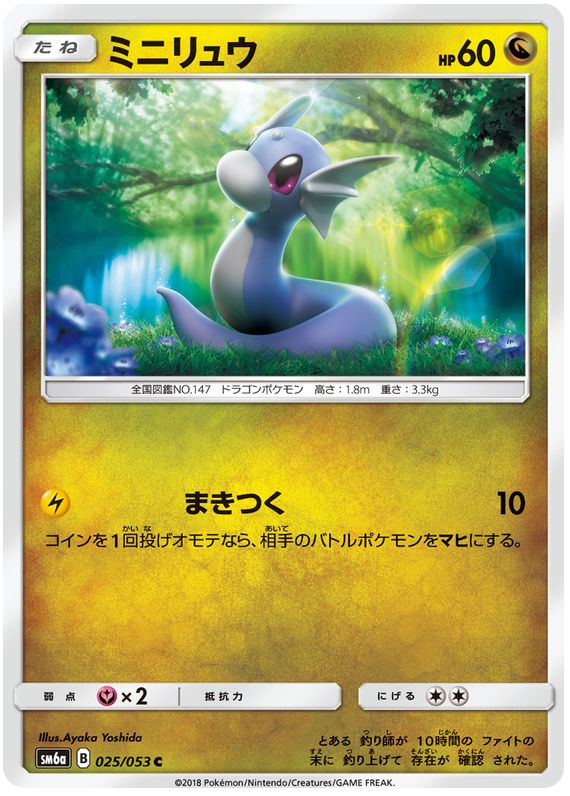 たね ミニリュウ HP60
全国図鑑NO.147 ドラゴンポケモン 高さ:1.8m 重さ:3.3kg
まきつく 10
コインを1回投げオモテなら、相手のバトルポケモンをマヒにする。
弱点 ×2 抵抗力 にげる
Illus.Ayaka Yoshida
とある 釣り師が 10時間の ファイトの
末に 釣り上げて 存在が 確認 された。
SM6a B 025/053 C
©2018 Pokémon/Nintendo/Creatures/GAME FREAK.